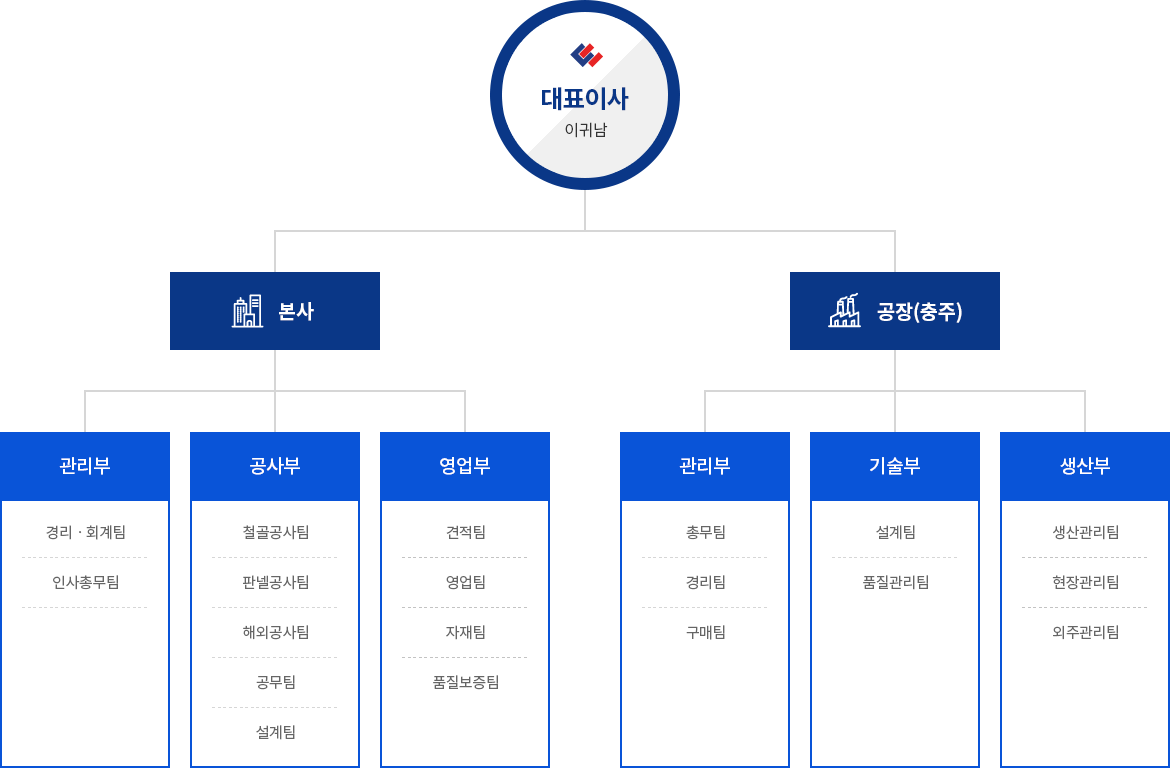 대표이사
이귀남
본사
공장(충주)
관리부
경리 · 회계팀
인사총무팀
공사부
철골공사팀
판넬공사팀
해외공사팀
공무팀
설계팀
영업부
견적팀
영업팀
자재팀
품질보증팀
관리부
총무팀
경리팀
구매팀
기술부
설계팀
품질관리팀
생산부
생산관리팀
현장관리팀
외주관리팀